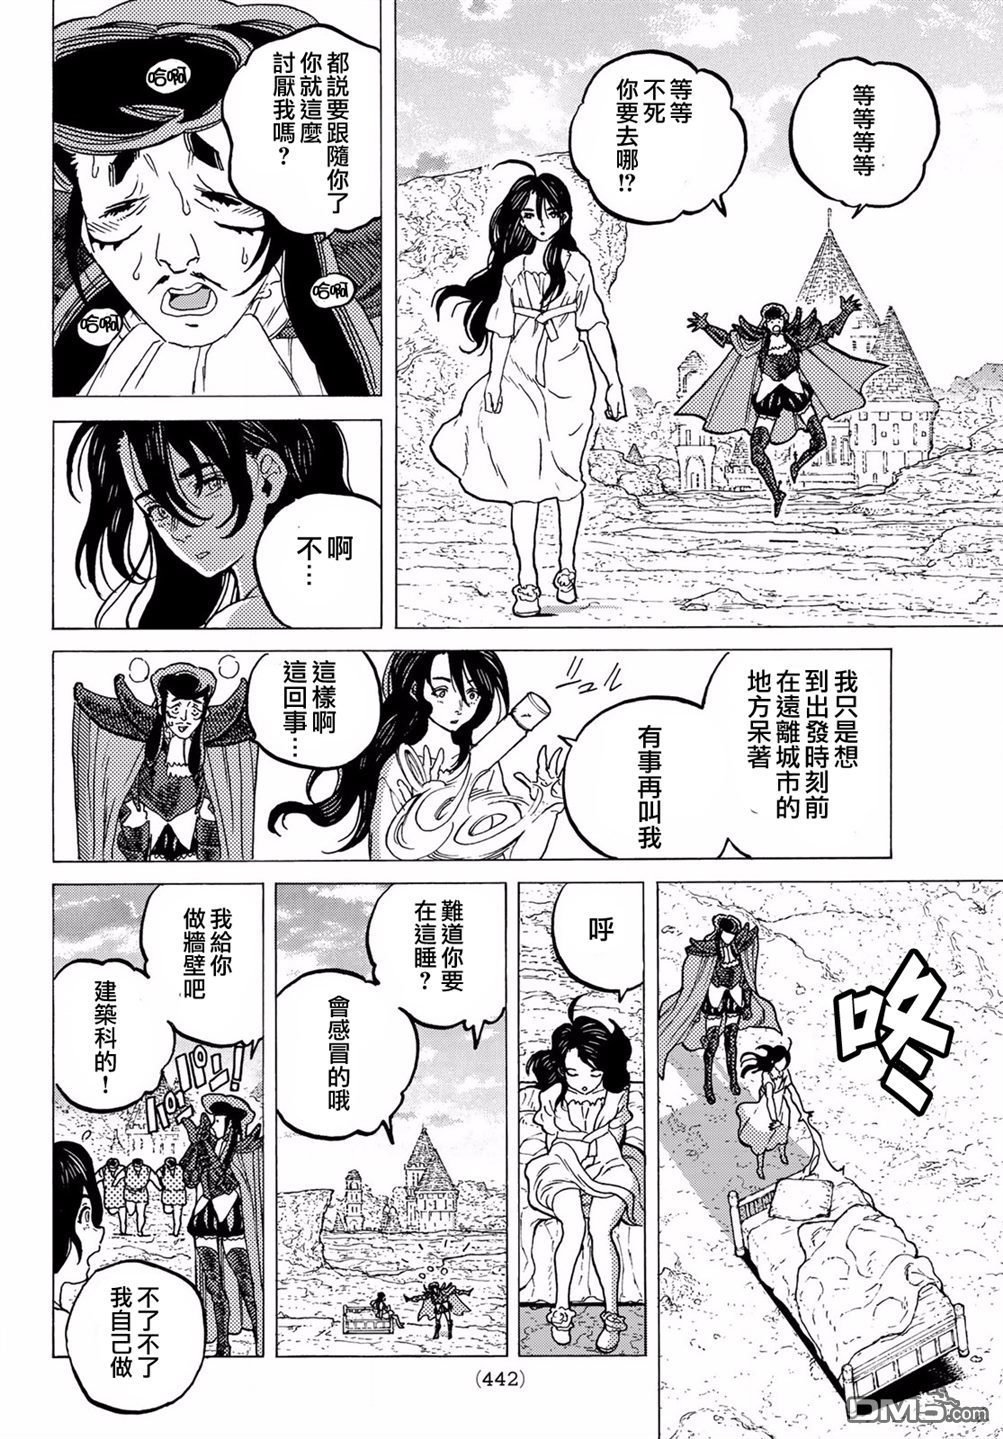 等等等等
等等
不死
你要去哪!?
都説要跟隨你了
你就這麼
討厭我嗎?
哈啊
哈啊
哈啊
哈啊
啊
不…
我只是想
到出發時刻前
在遠離城市的
地方呆著
有事再叫我
這樣啊
這回事…
咚
呼
難道你要
在這睡?
會感冒的哦
我給你
做牆壁吧
建築科的!
不了不了
我自己做
(442)
DM5.com